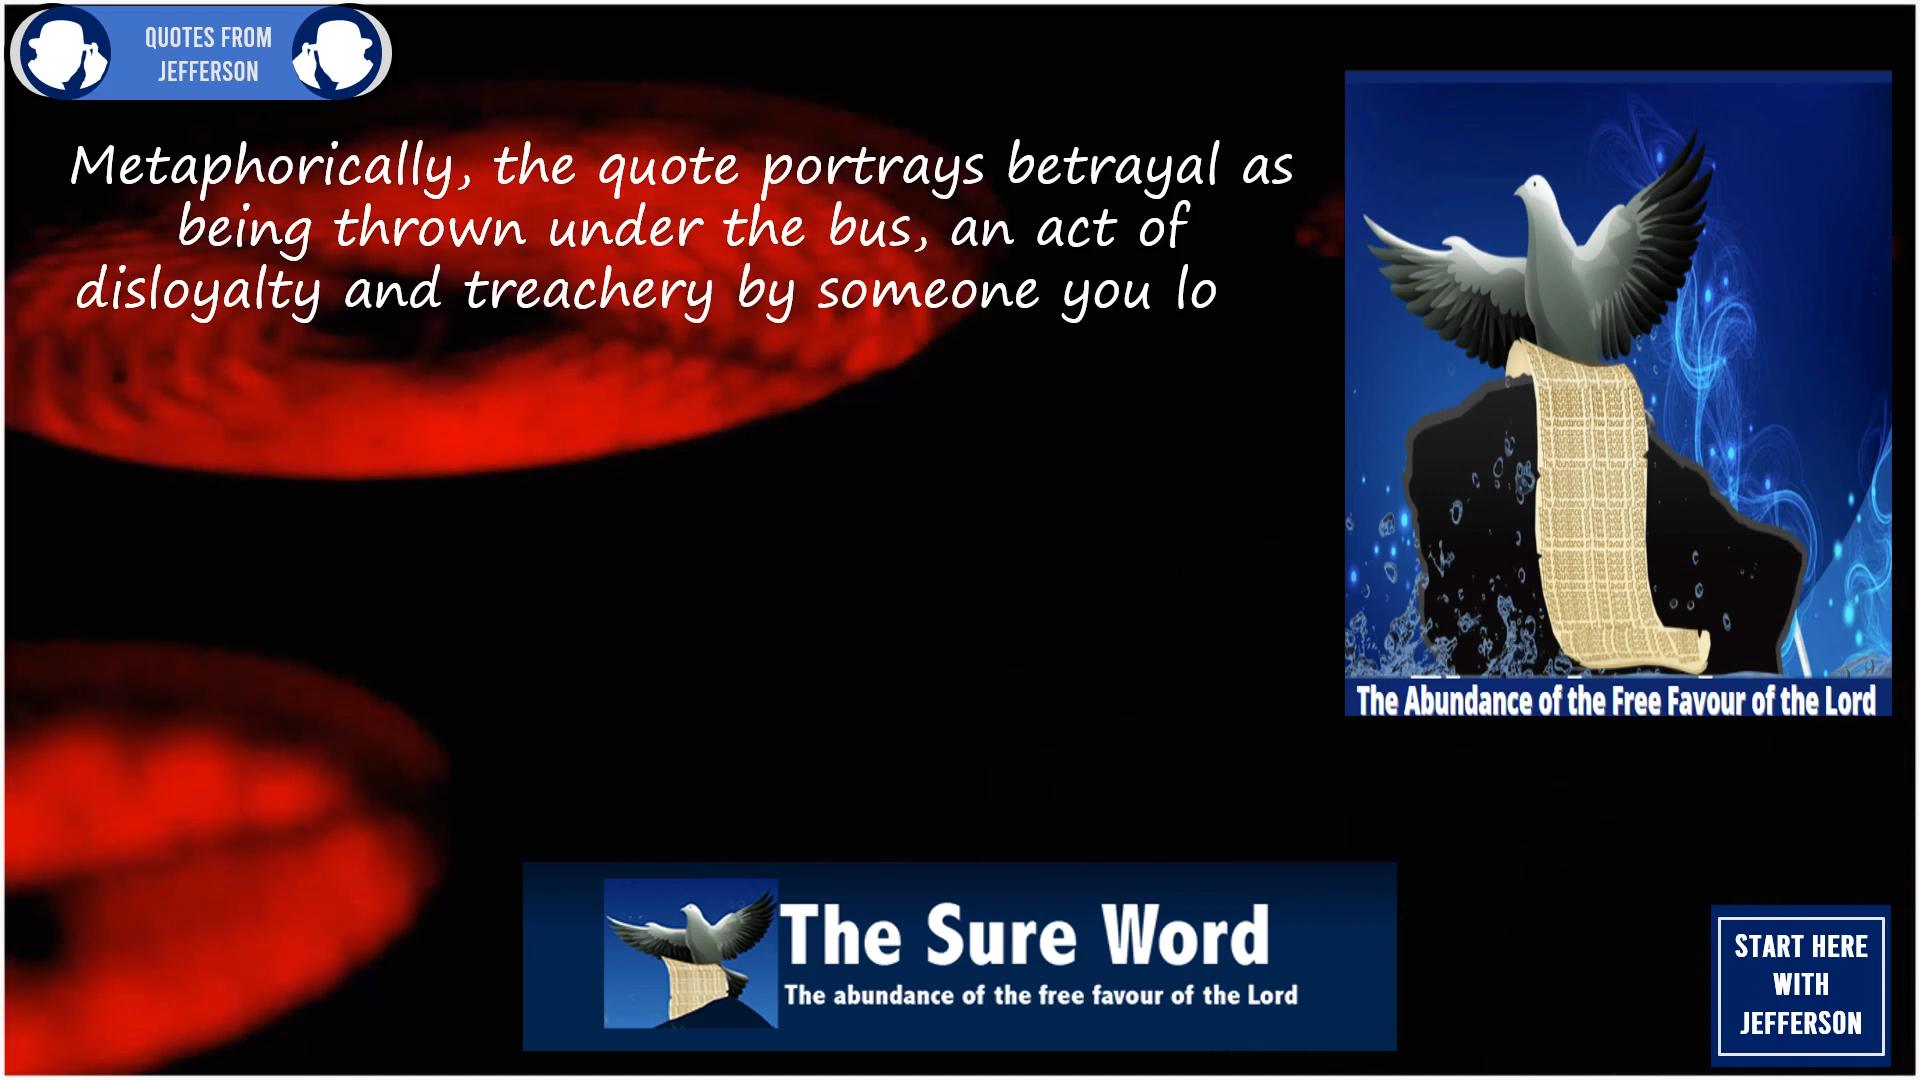 QUOTES FROM
JEFFERSON
Metaphorically, the quote portrays betrayal as
being thrown under the bus, an act of
disloyalty and treachery by someone you lo
The Abundance of the Free Favour of the Lord
The Sure Word
The abundance of the free favour of the Lord
START HERE
WITH
JEFFERSON